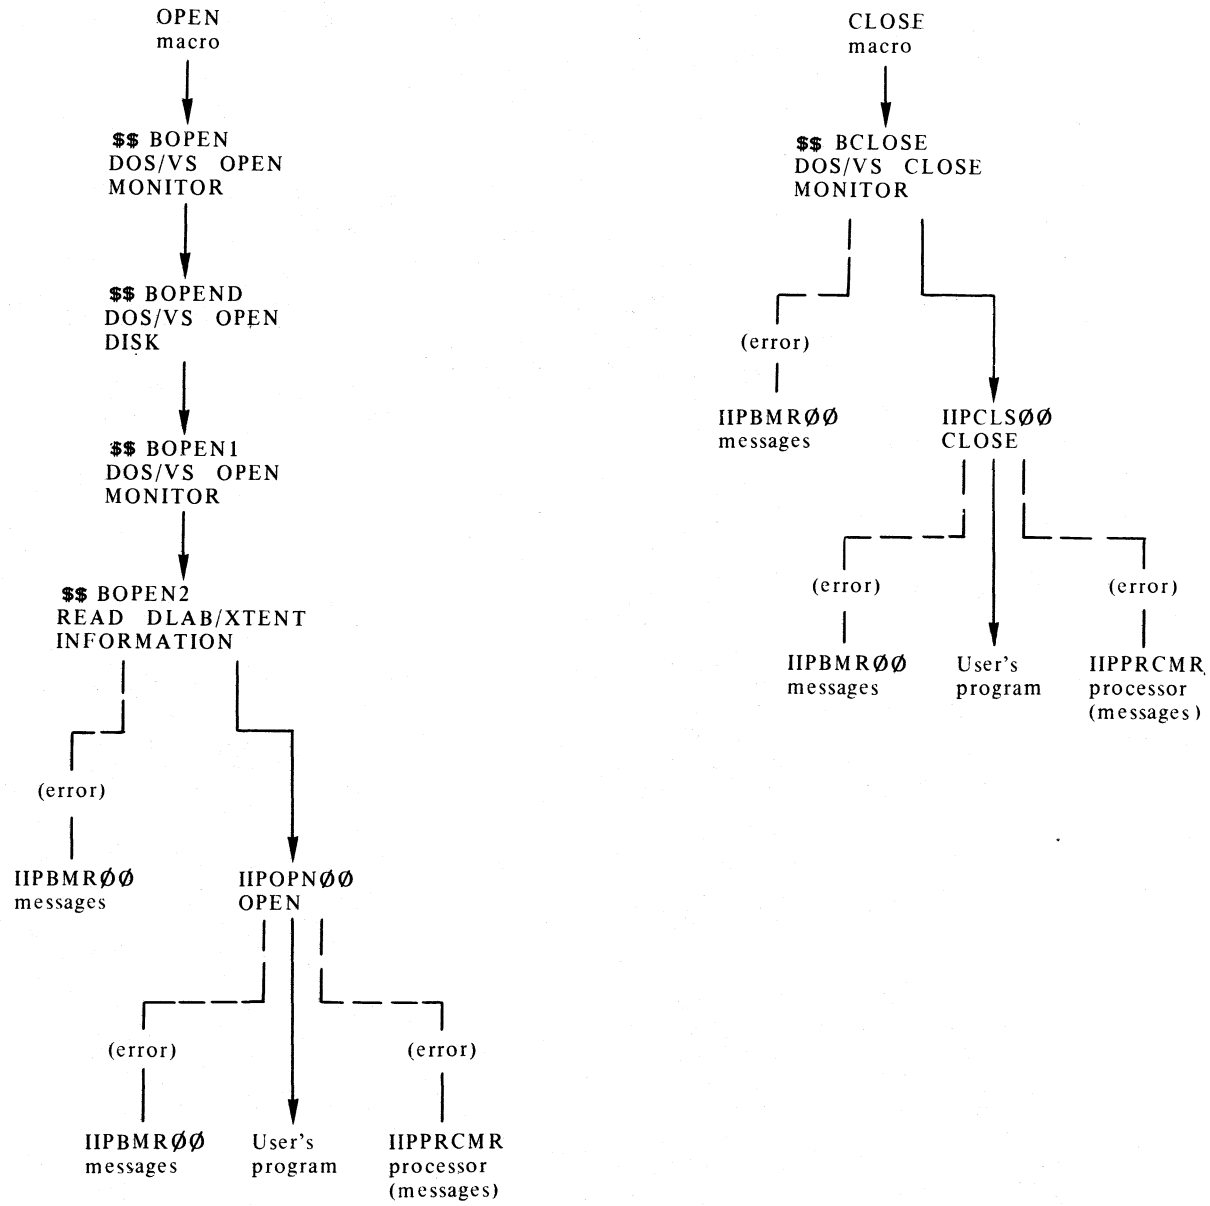 OPEN
macro
$$ BOPEN
DOS/VS OPEN
MONITOR
$$ BOPEND
DOS/VS OPEN
DISK
$$ BOPEN1
DOS/VS OPEN
MONITOR
$$ BOPEN2
READ DLAB/XTENT
INFORMATION
(error)
IIPBMRØØ
messages
IIPOPNØØ
OPEN
(error)
(error)
IIPBMRØØ
messages
User's
program
IIPPRCMR
processor
(messages)
CLOSE
macro
$$ BCLOSE
DOS/VS CLOSE
MONITOR
(error)
IIPBMRØØ
messages
IIPCLSØØ
CLOSE
(error)
(error)
IIPBMRØØ
messages
User's
program
IIPPRCMR
processor
(messages)